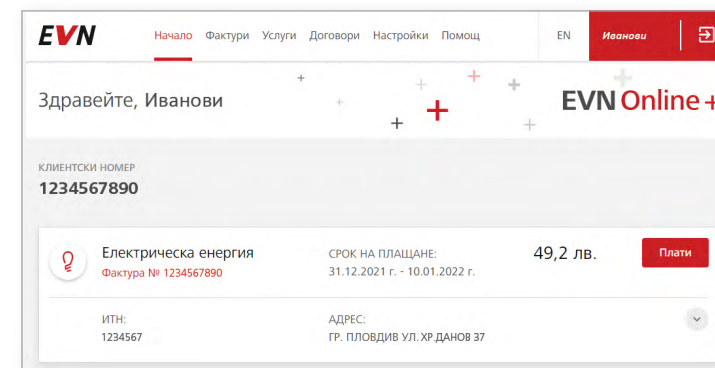 EVN Начало Фактури Услуги Договори Настройки Помощ EN Иванови
Здравейте, Иванови EVN Online+
КЛИЕНТСКИ НОМЕР
1234567890
Електрическа енергия СРОК НА ПЛАЩАНЕ: 49,2 лв. Плати
Фактура № 1234567890 31.12.2021 г. - 10.01.2022 г.
ИТН: АДРЕС:
1234567 ГР. ПЛОВДИВ УЛ. ХР.ДАНОВ 37